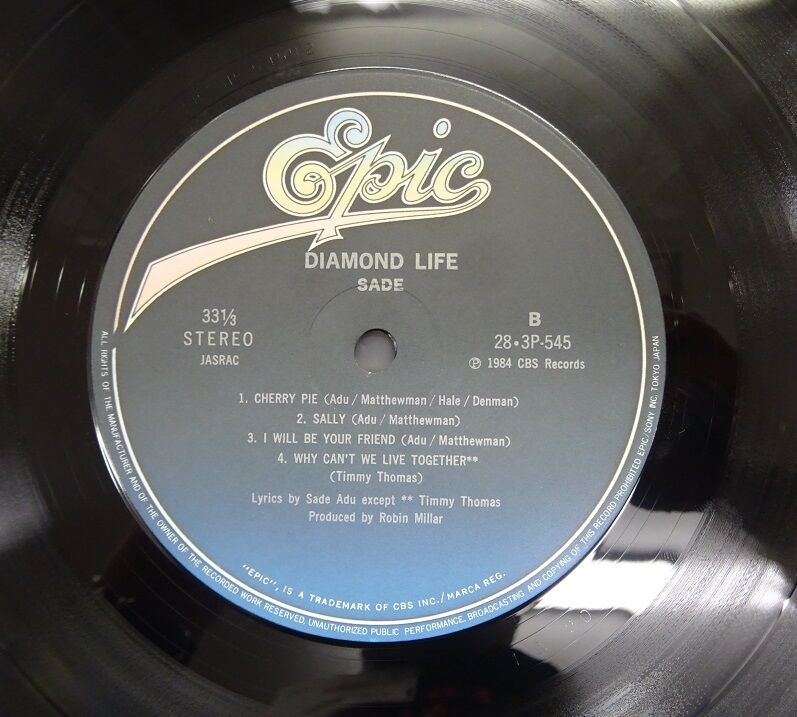 Epic
DIAMOND LIFE
SADE
33⅓
STEREO
JASRAC
B
28・3P-545
℗ 1984 CBS Records
1. CHERRY PIE (Adu / Matthewman / Hale / Denman)
2. SALLY (Adu / Matthewman)
3. I WILL BE YOUR FRIEND (Adu / Matthewman)
4. WHY CAN'T WE LIVE TOGETHER**
(Timmy Thomas)
Lyrics by Sade Adu except ** Timmy Thomas
Produced by Robin Millar
"EPIC", IS A TRADEMARK OF CBS INC./MARCA REG.
ALL RIGHTS OF THE MANUFACTURER AND OF THE OWNER OF THE RECORDED WORK RESERVED, UNAUTHORIZED PUBLIC PERFORMANCE, BROADCASTING AND COPYING OF THIS RECORD PROHIBITED EPIC/SONY INC. TOKYO JAPAN